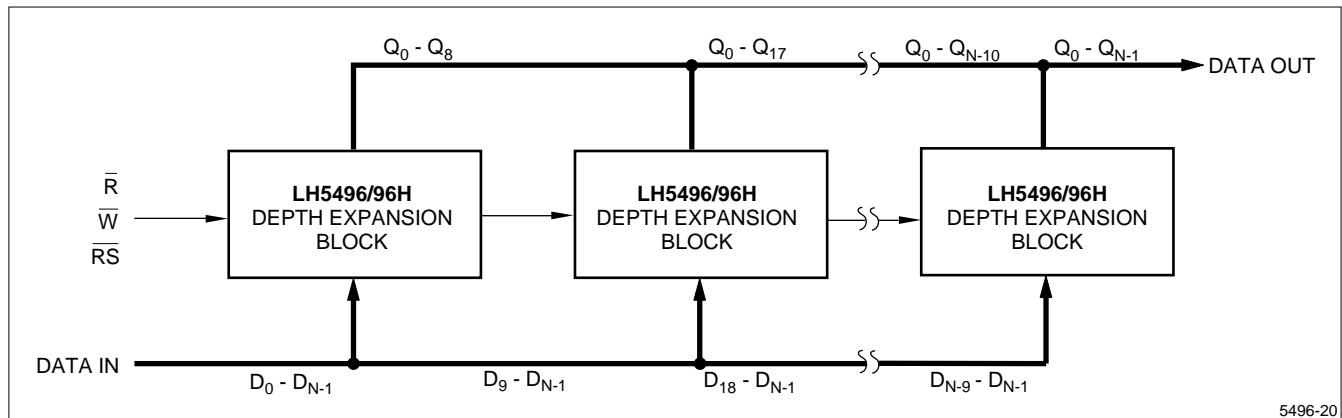 Q0 - Q8
Q0 - Q17
Q0 - QN-10
Q0 - QN-1
DATA OUT
R
W
RS
LH5496/96H
DEPTH EXPANSION
BLOCK
LH5496/96H
DEPTH EXPANSION
BLOCK
LH5496/96H
DEPTH EXPANSION
BLOCK
DATA IN
D0 - DN-1
D9 - DN-1
D18 - DN-1
DN-9 - DN-1
5496-20